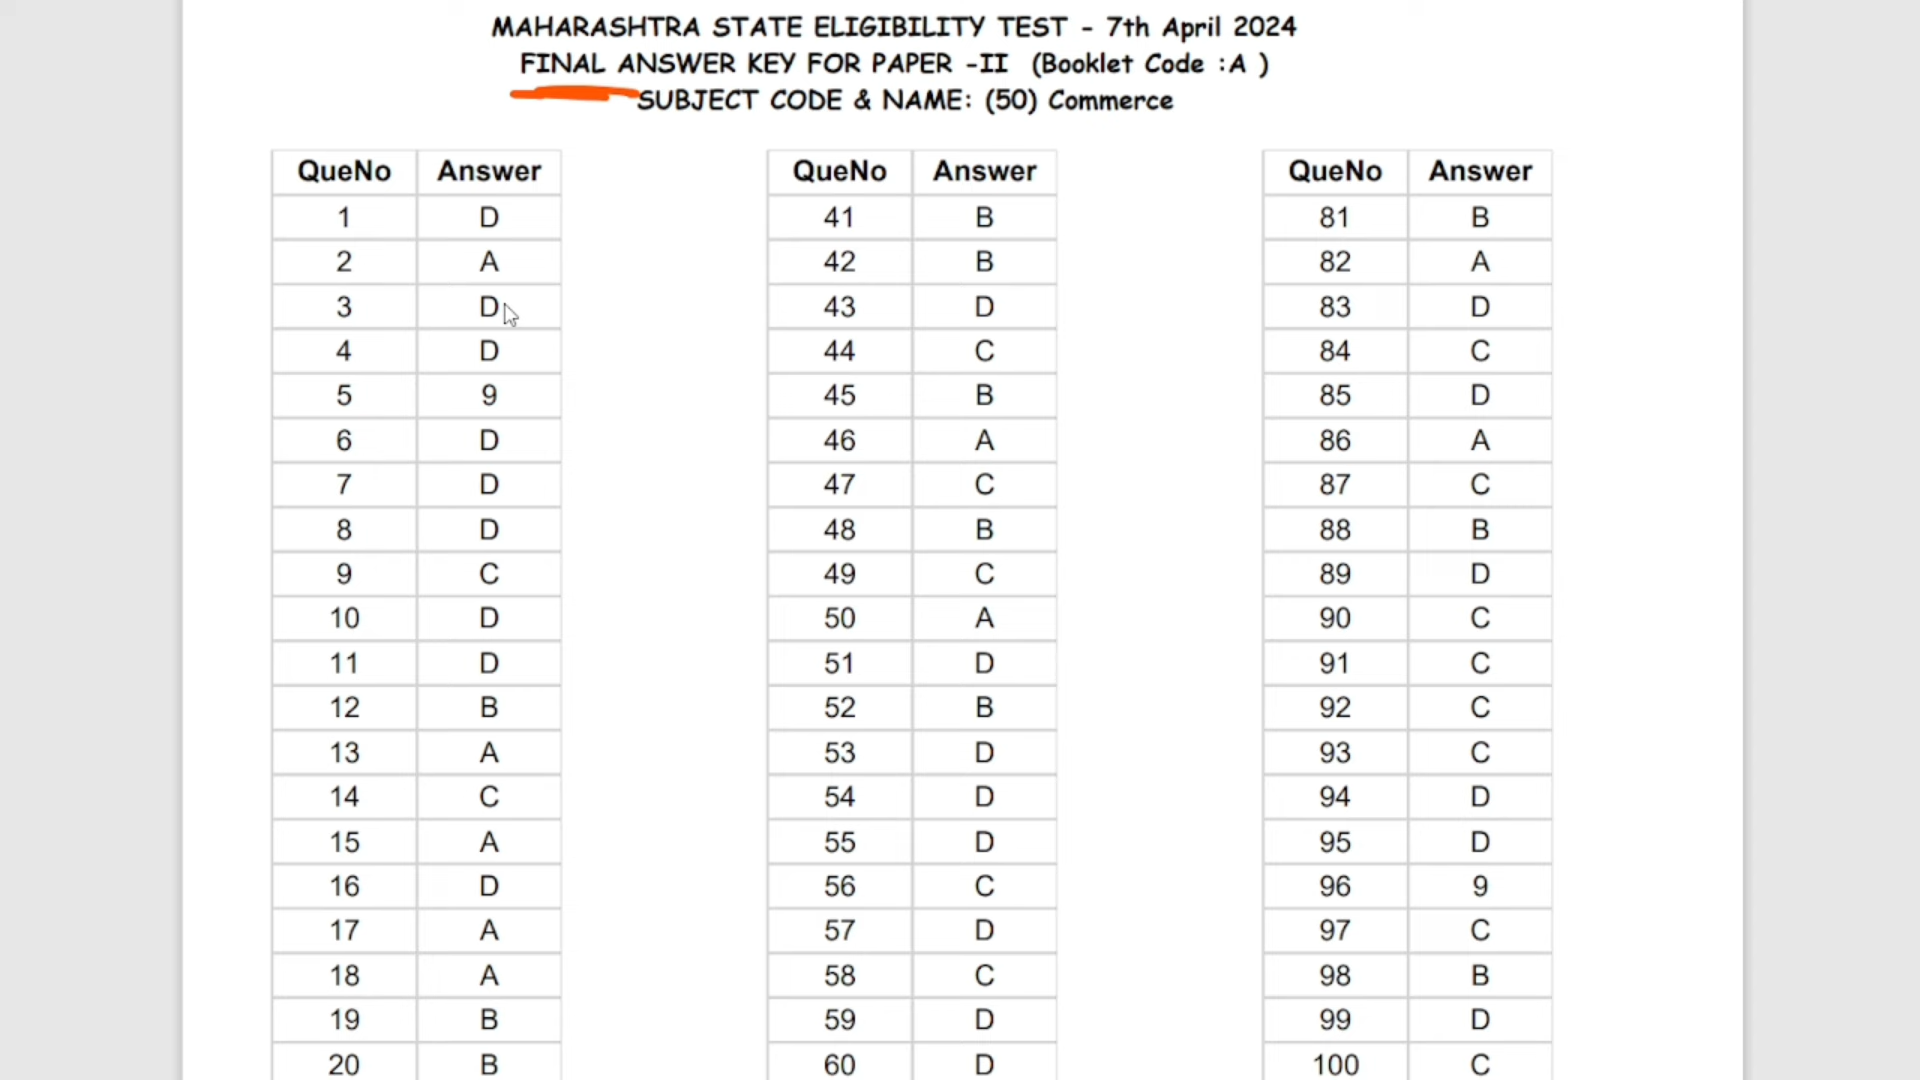 MAHARASHTRA STATE ELIGIBILITY TEST - 7th April 2024
FINAL ANSWER KEY FOR PAPER -II (Booklet Code :A )
SUBJECT CODE & NAME: (50) Commerce
QueNo Answer QueNo Answer QueNo Answer
1 D 41 B 81 B
2 A 42 B 82 A
3 D 43 D 83 D
4 D 44 C 84 C
5 9 45 B 85 D
6 D 46 A 86 A
7 D 47 C 87 C
8 D 48 B 88 B
9 C 49 C 89 D
10 D 50 A 90 C
11 D 51 D 91 C
12 B 52 B 92 C
13 A 53 D 93 C
14 C 54 D 94 D
15 A 55 D 95 D
16 D 56 C 96 9
17 A 57 D 97 C
18 A 58 C 98 B
19 B 59 D 99 D
20 B 60 D 100 C